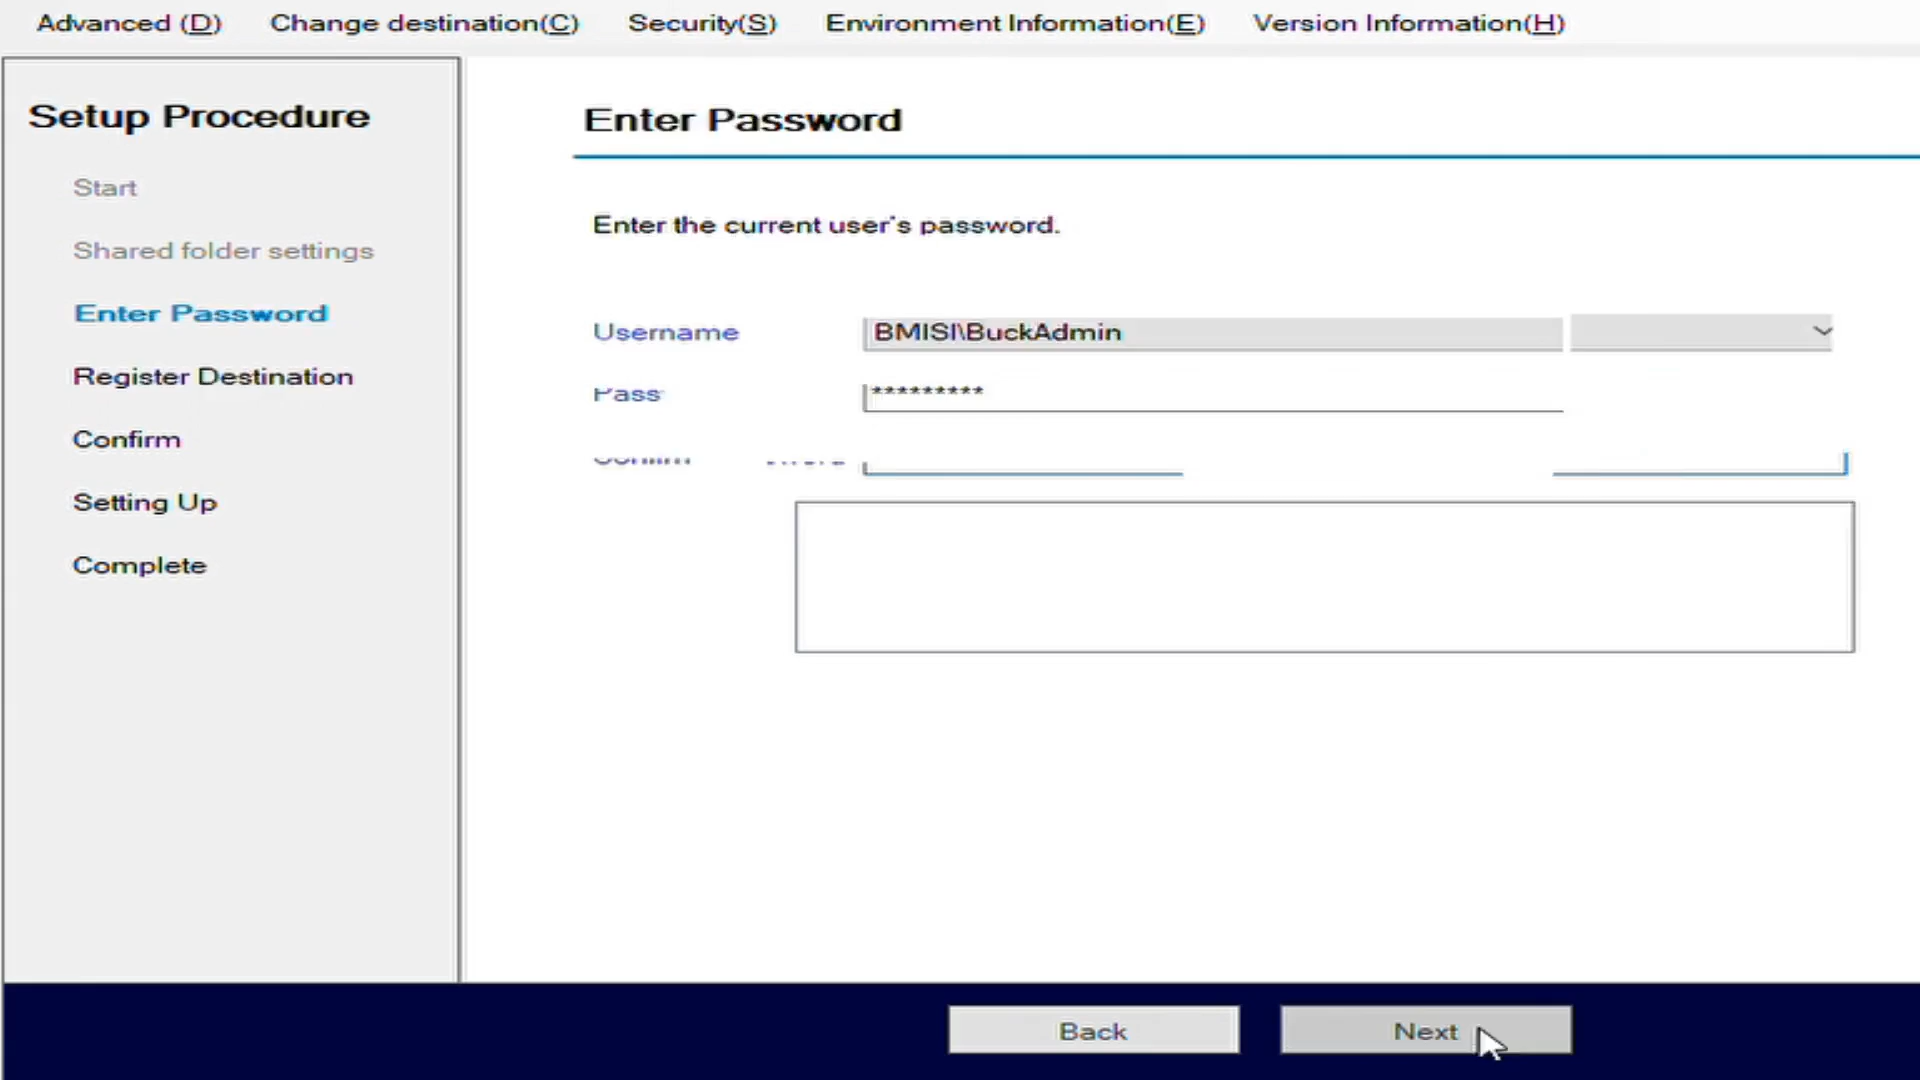 Advanced (D) Change destination(C) Security(S) Environment Information(E) Version Information(H)
Setup Procedure
Start
Shared folder settings
Enter Password
Register Destination
Confirm
Setting Up
Complete
Enter Password
Enter the current user's password.
Username BMISI\BuckAdmin
Pass *********
Back Next